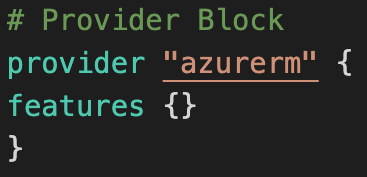 # Provider Block
provider "azurerm" {
features {}
}